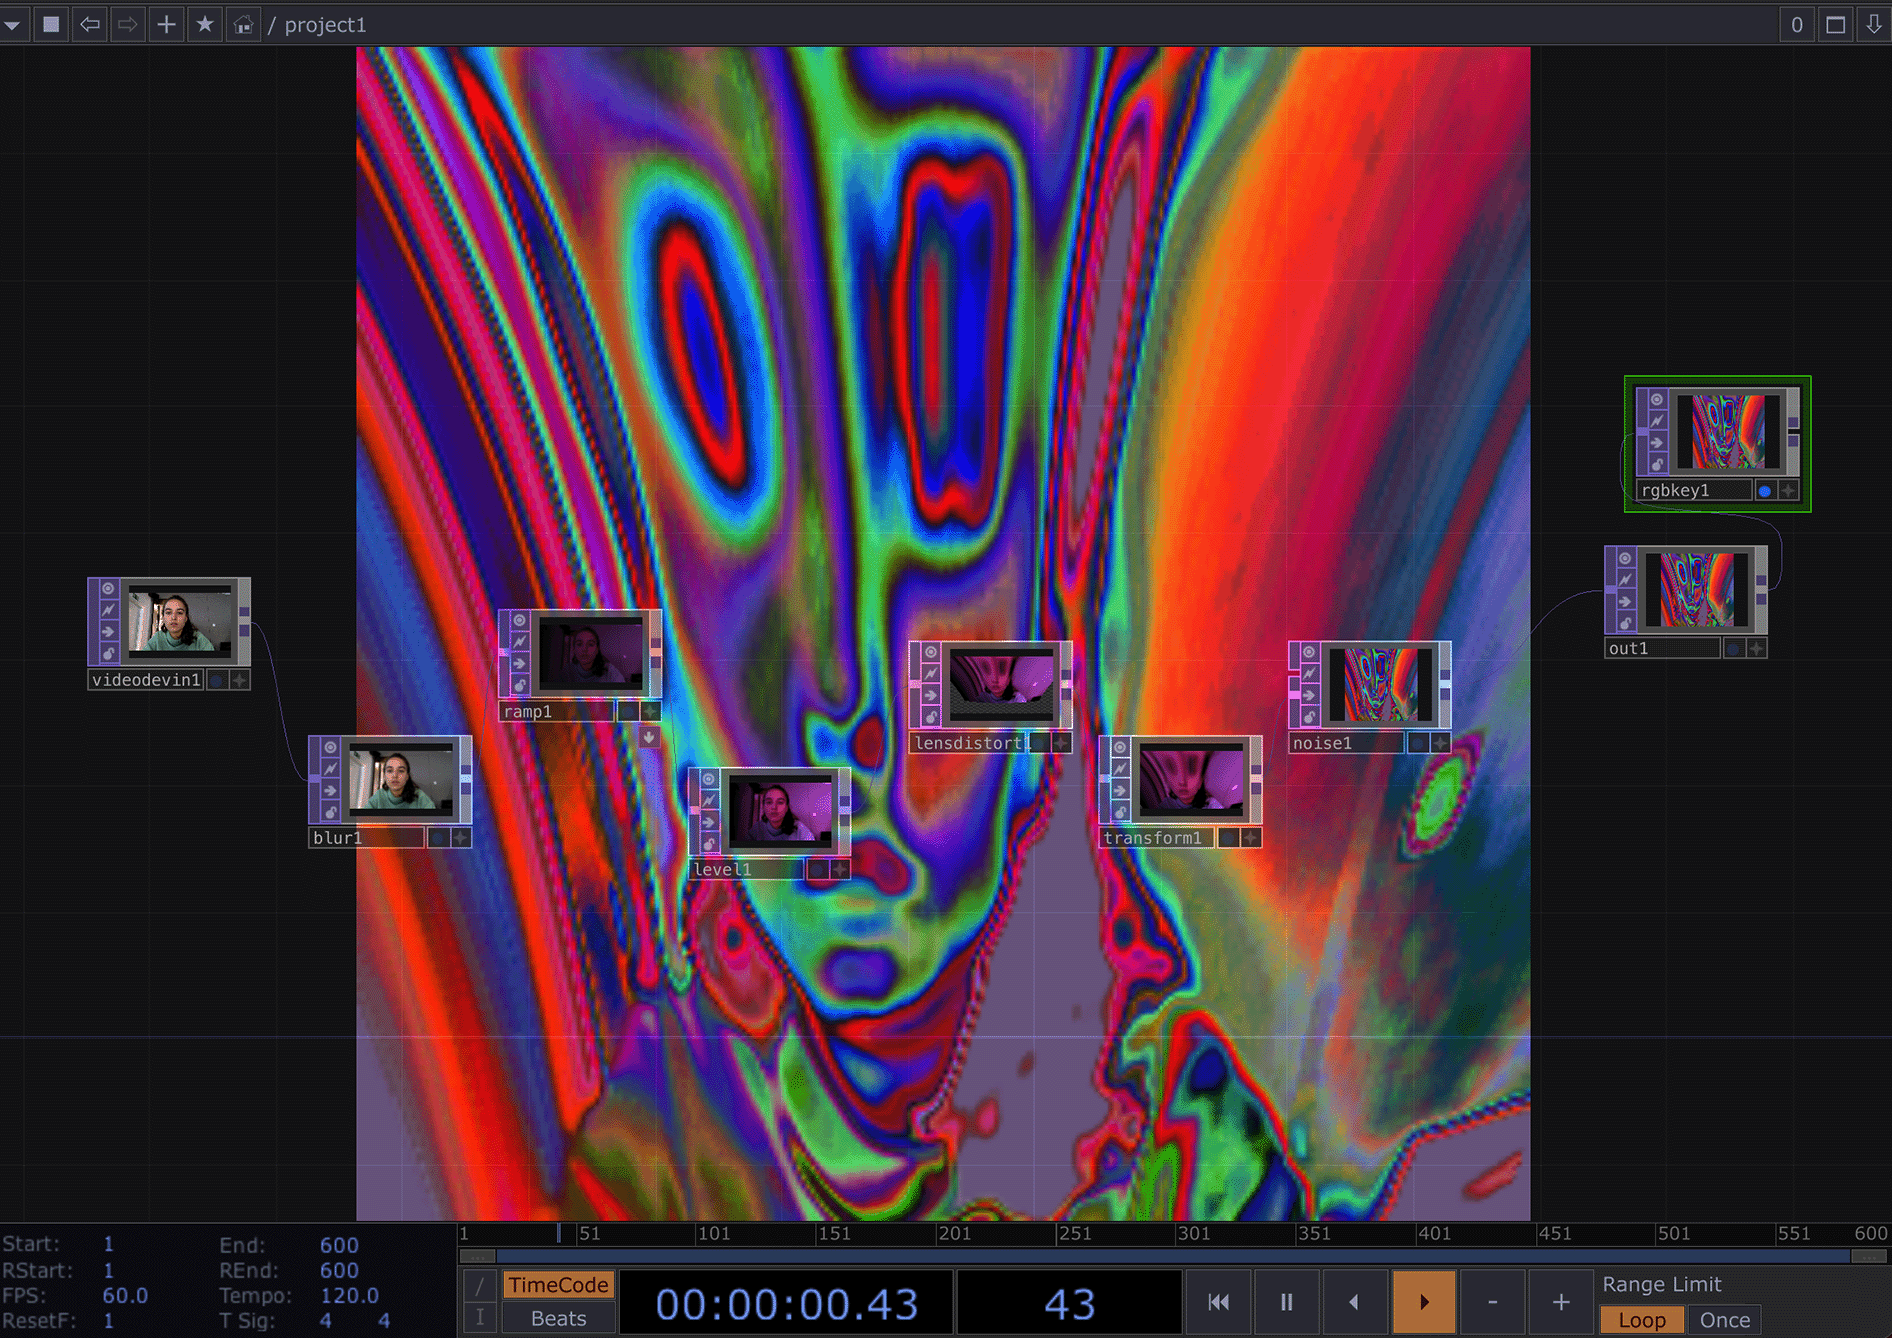 / project1
0
rgbkey1
out1
videodevin1
ramp1
lensdistort1
noise1
blur1
transform1
level1
1 51 101 151 201 251 301 351 401 451 501 551 600
Start: 1 End: 600
RStart: 1 REnd: 600
FPS: 60.0 Tempo: 120.0
ResetF: 1 T Sig: 4 4
TimeCode
Beats
00:00:00.43
43
Range Limit
Loop Once